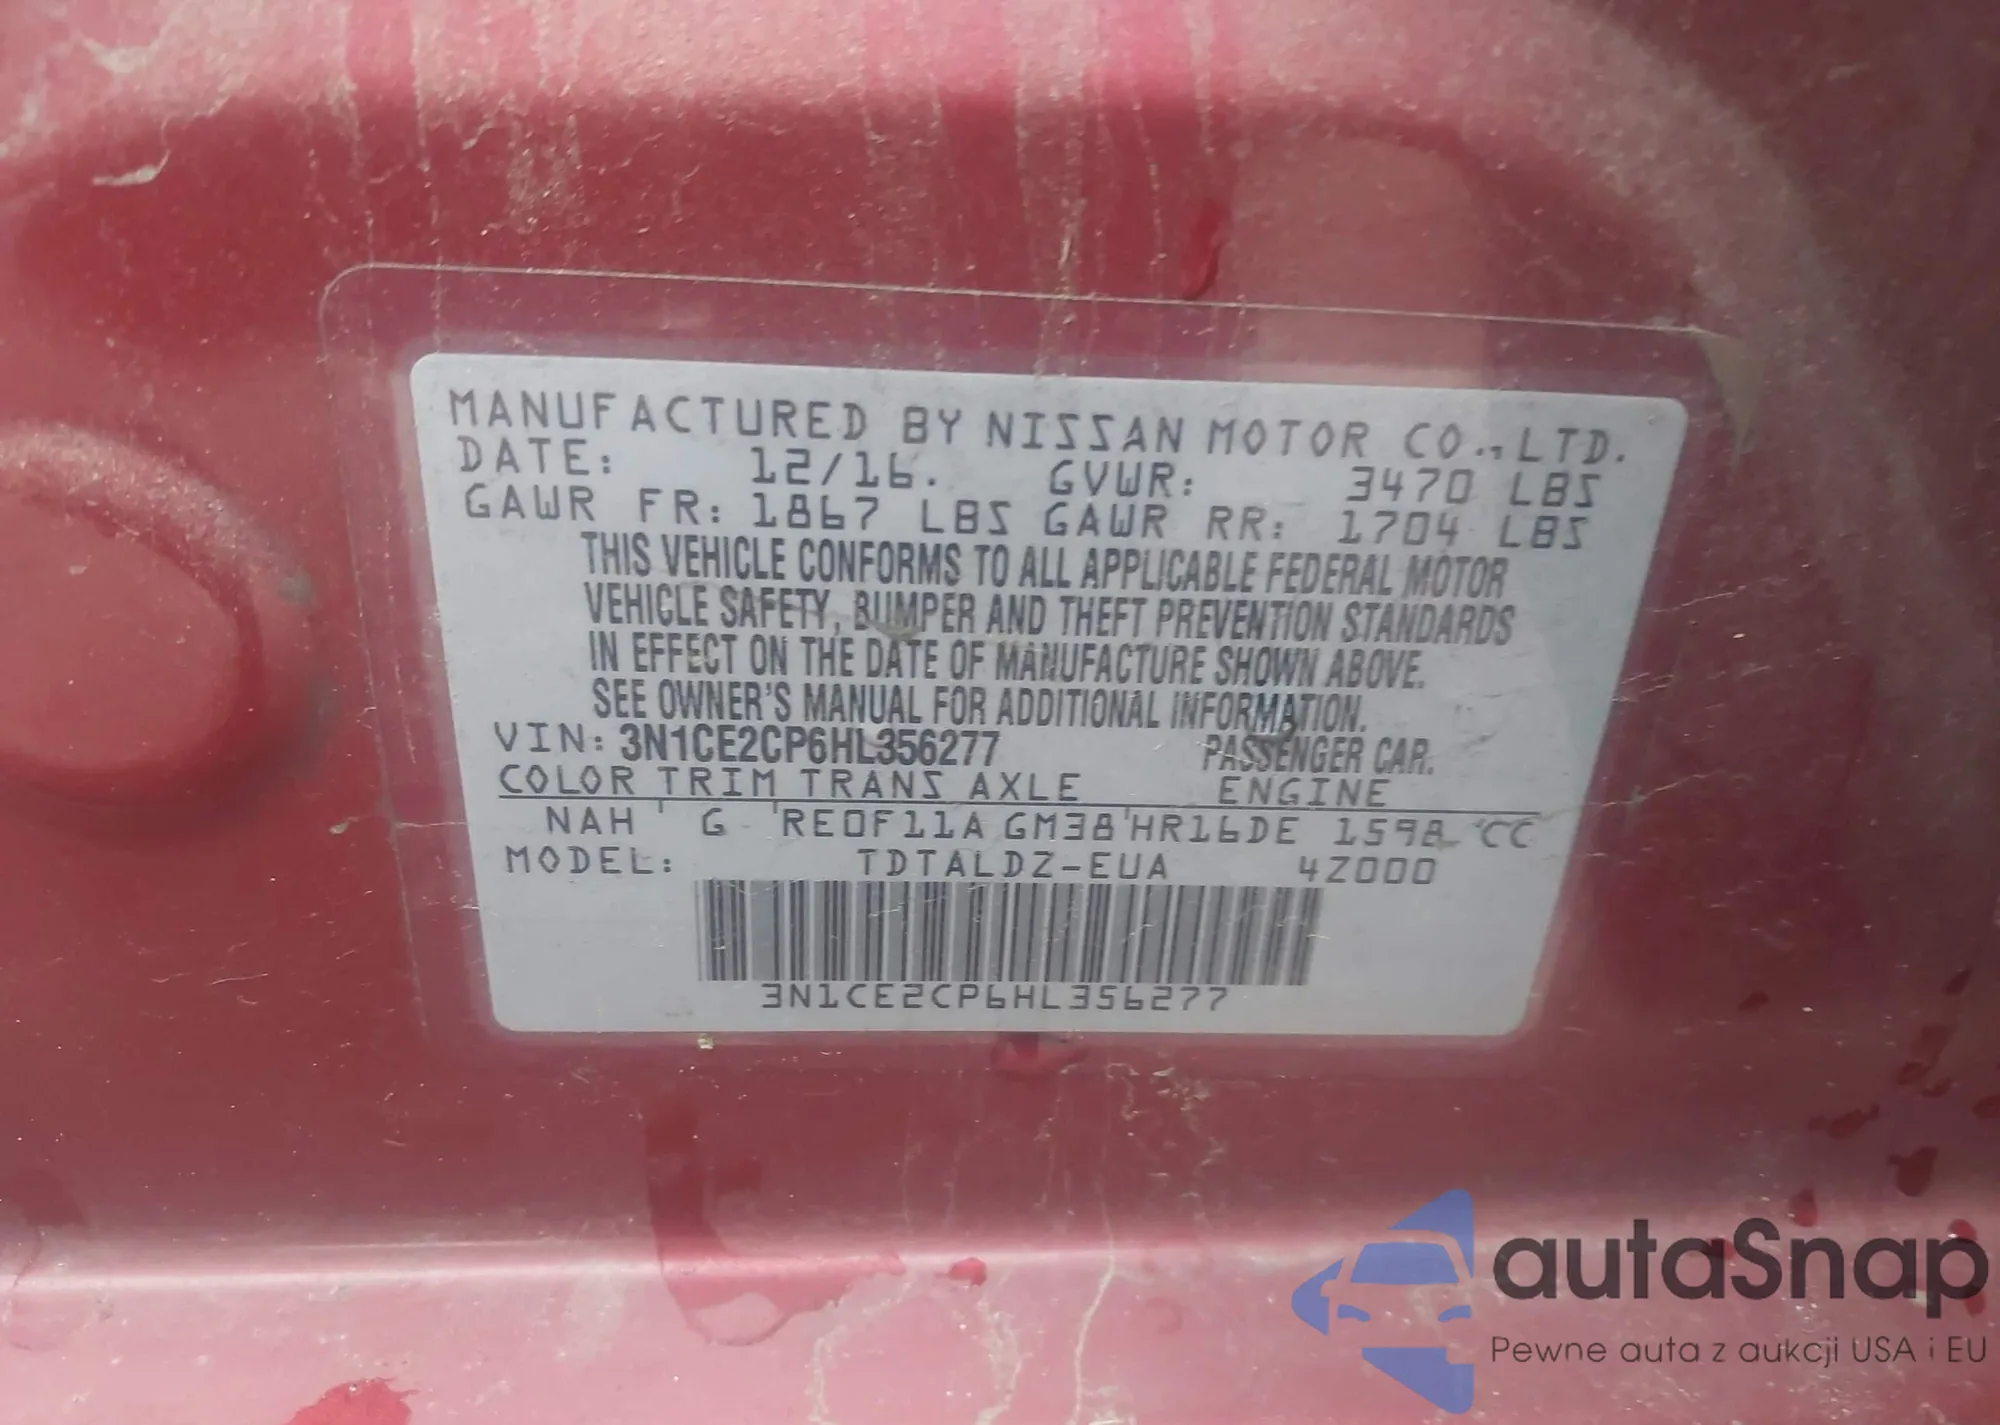 MANUFACTURED BY NISSAN MOTOR CO., LTD.
DATE: 12/16. GVWR: 3470 LBS
GAWR FR: 1867 LBS GAWR RR: 1704 LBS
THIS VEHICLE CONFORMS TO ALL APPLICABLE FEDERAL MOTOR
VEHICLE SAFETY, BUMPER AND THEFT PREVENTION STANDARDS
IN EFFECT ON THE DATE OF MANUFACTURE SHOWN ABOVE.
SEE OWNER'S MANUAL FOR ADDITIONAL INFORMATION.
VIN: 3N1CE2CP6HL356277 PASSENGER CAR.
COLOR TRIM TRANS AXLE ENGINE
NAH G RE0F11A GM38 HR16DE 1598 CC
MODEL: TDTALDZ-EUA 4Z000
3N1CE2CP6HL356277
autaSnap
Pewne auta z aukcji USA i EU